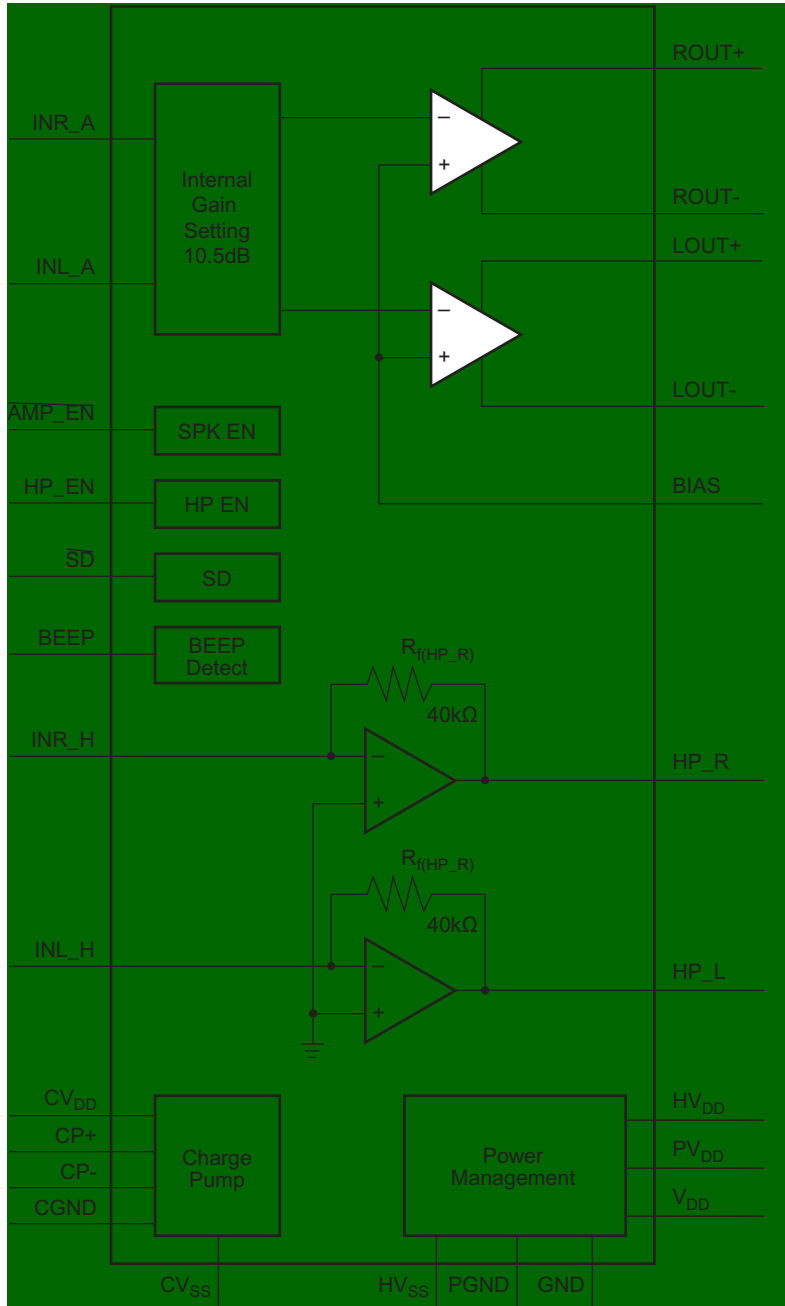 ROUT+
INR_A
−
+
Internal
Gain
Setting
10.5dB
ROUT-
LOUT+
INL_A
−
+
LOUT-
AMP_EN
SPK EN
HP_EN
HP EN
BIAS
SD
SD
BEEP
BEEP
Detect
Rf(HP_R)
40kΩ
INR_H
−
+
HP_R
Rf(HP_R)
40kΩ
INL_H
−
+
HP_L
CVDD
CP+
CP-
CGND
Charge
Pump
Power
Management
HVDD
PVDD
VDD
CVSS
HVSS
PGND
GND